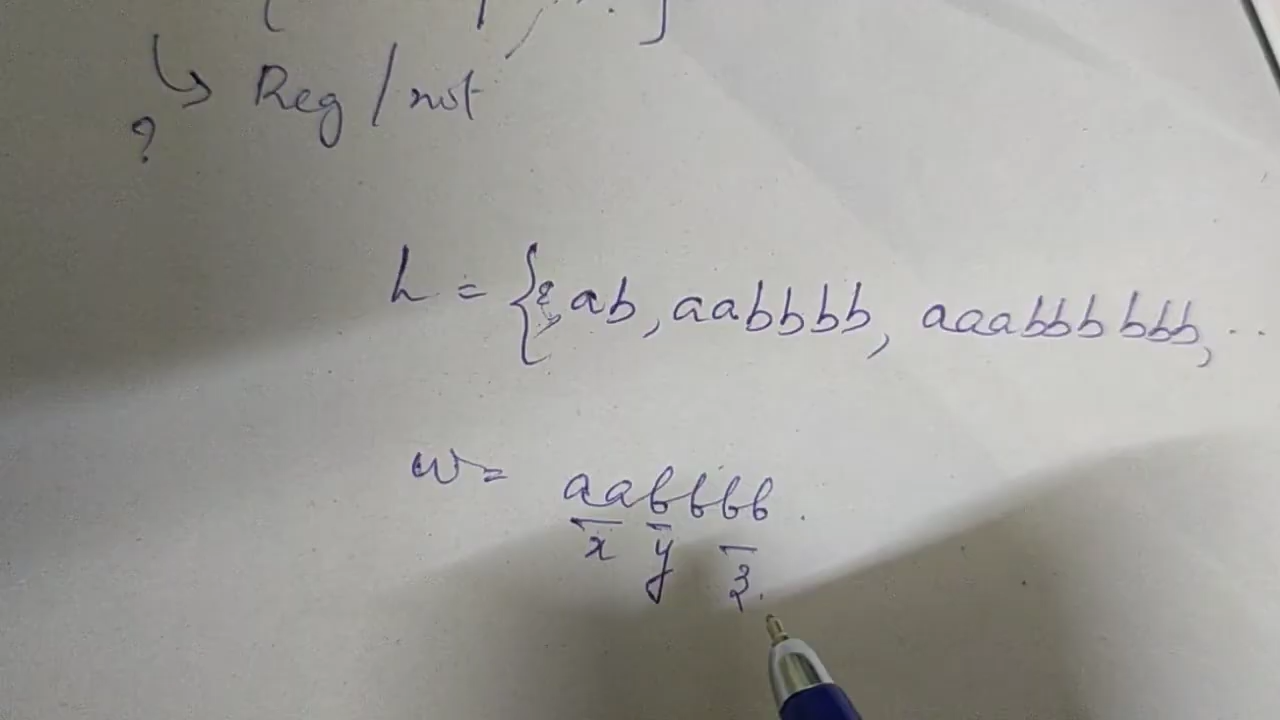 Reg / not
?
L = { ε, ab, aabbbb, aaabbbbbb, ..
w = aabbbb .
x y z.